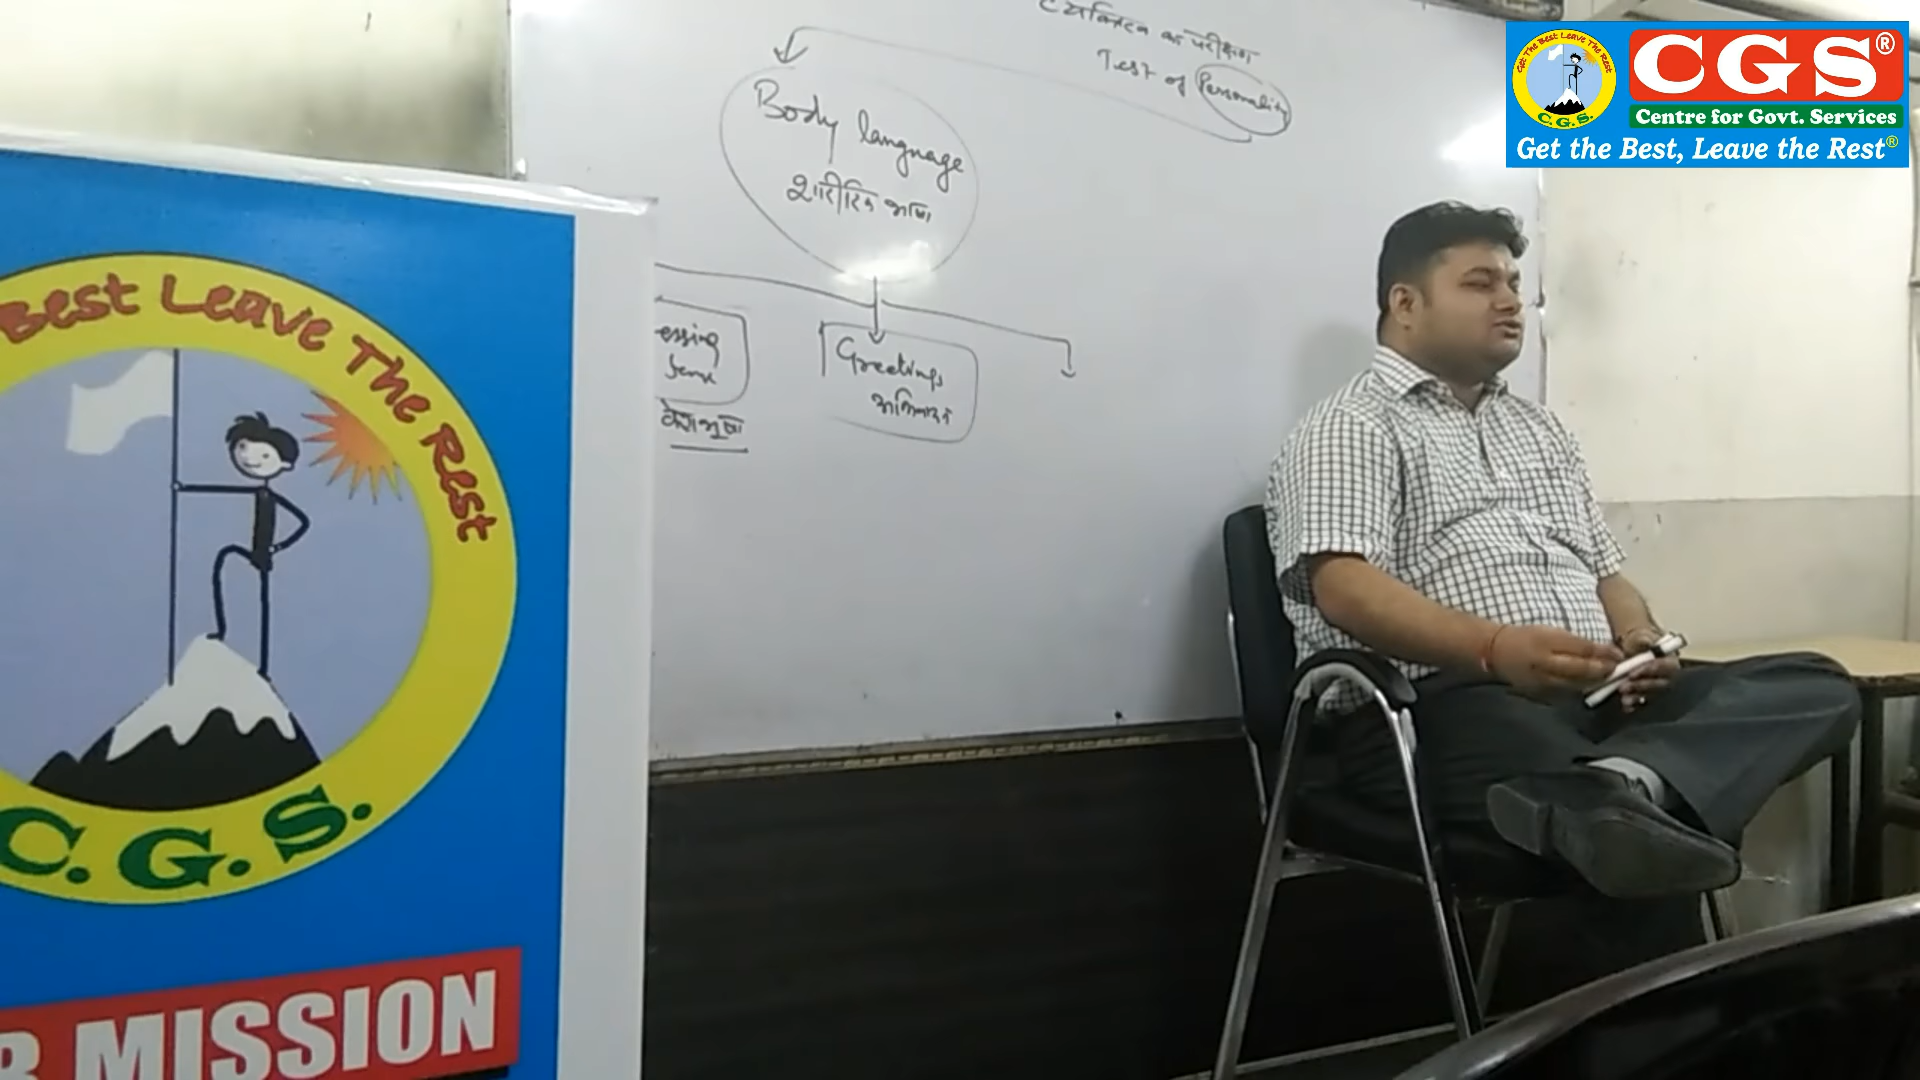 व्यक्तित्व का परीक्षण
Test of Personality
Body language
शारीरिक भाषा
essing
Sense
वेशभूषा
Greetings
अभिवादन
Best Leave The Rest
C.G.S.
R MISSION
Get The Best Leave The Rest
C.G.S.
CGS®
Centre for Govt. Services
Get the Best, Leave the Rest®